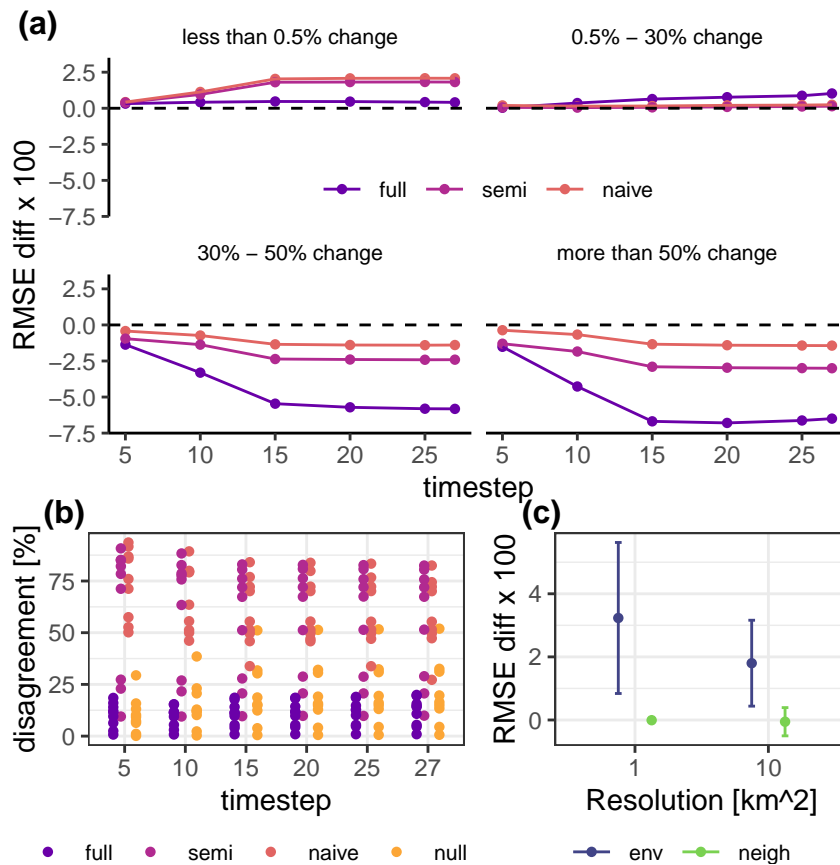 (a)
less than 0.5% change
0.5% − 30% change
RMSE diff x 100
2.5
0.0
−2.5
−5.0
−7.5
full semi naive
30% − 50% change
more than 50% change
2.5
0.0
−2.5
−5.0
−7.5
5 10 15 20 25
5 10 15 20 25
timestep
(b)
disagreement [%]
75
50
25
0
5 10 15 20 25 27
timestep
full semi naive null
(c)
RMSE diff x 100
4
2
0
1 10
Resolution [km^2]
env neigh